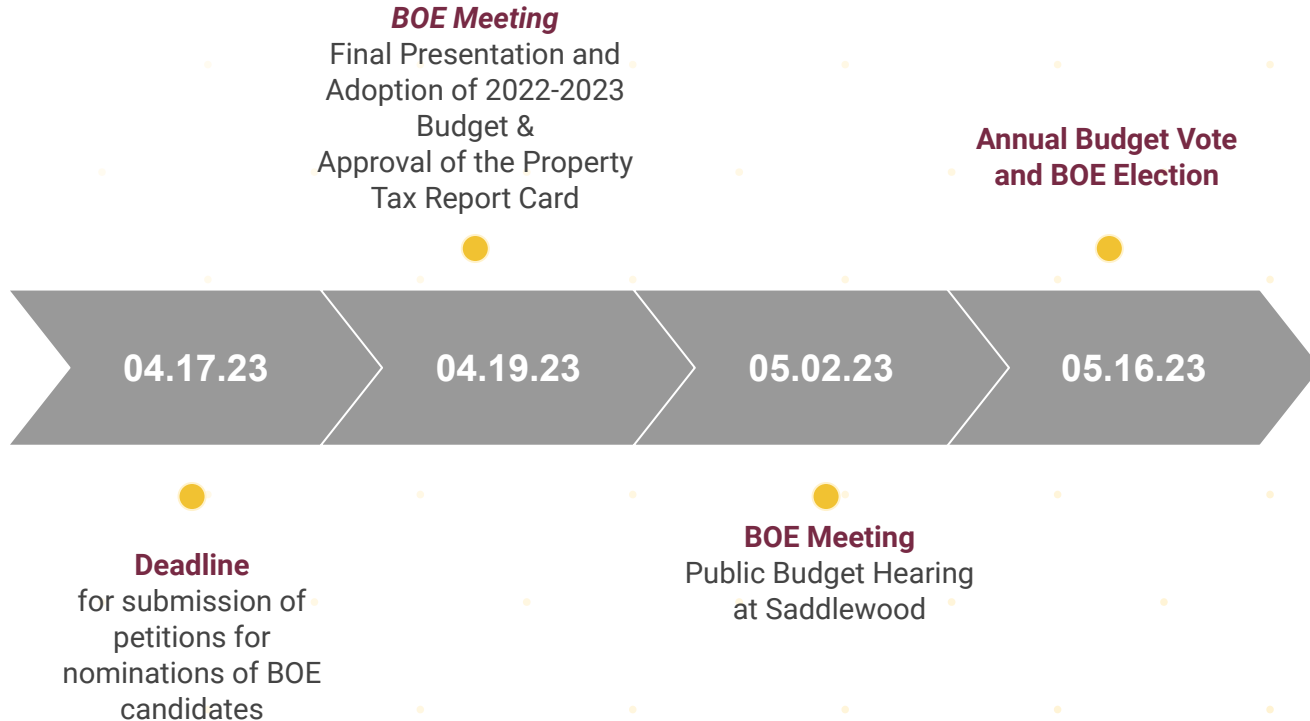 BOE Meeting
Final Presentation and
Adoption of 2022-2023
Budget &
Approval of the Property
Tax Report Card
Annual Budget Vote
and BOE Election
04.17.23
04.19.23
05.02.23
05.16.23
Deadline
for submission of
petitions for
nominations of BOE
candidates
BOE Meeting
Public Budget Hearing
at Saddlewood